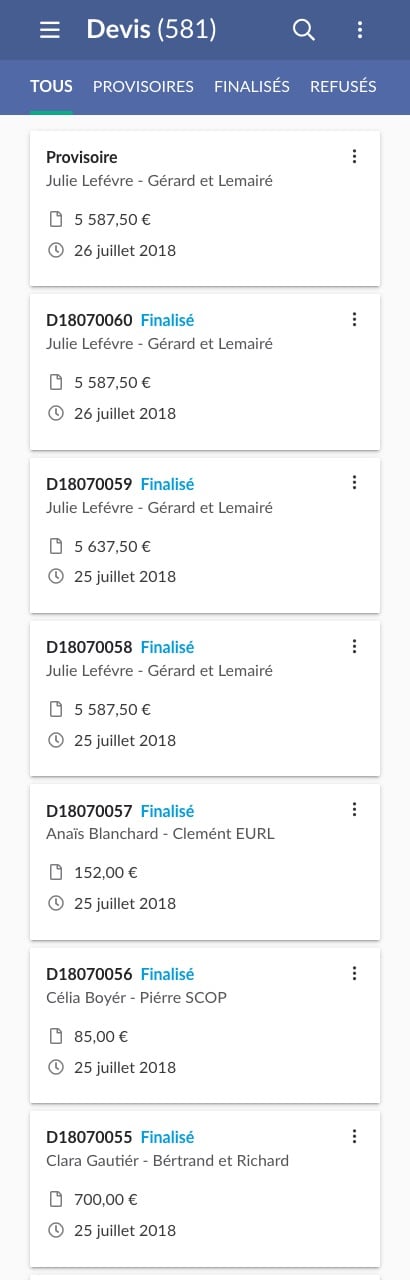 Devis (581)
TOUS PROVISOIRES FINALISÉS REFUSÉS
Provisoire
Julie Lefévre - Gérard et Lemairé
5 587,50 €
26 juillet 2018
D18070060 Finalisé
Julie Lefévre - Gérard et Lemairé
5 587,50 €
26 juillet 2018
D18070059 Finalisé
Julie Lefévre - Gérard et Lemairé
5 637,50 €
25 juillet 2018
D18070058 Finalisé
Julie Lefévre - Gérard et Lemairé
5 587,50 €
25 juillet 2018
D18070057 Finalisé
Anaïs Blanchard - Clemént EURL
152,00 €
25 juillet 2018
D18070056 Finalisé
Célia Boyér - Piérre SCOP
85,00 €
25 juillet 2018
D18070055 Finalisé
Clara Gautiér - Bértrand et Richard
700,00 €
25 juillet 2018